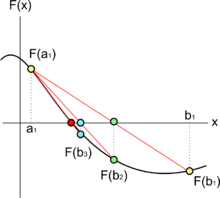 F(x)
F(a₁)
b₁
a₁
x
F(b₃)
F(b₂)
F(b₁)